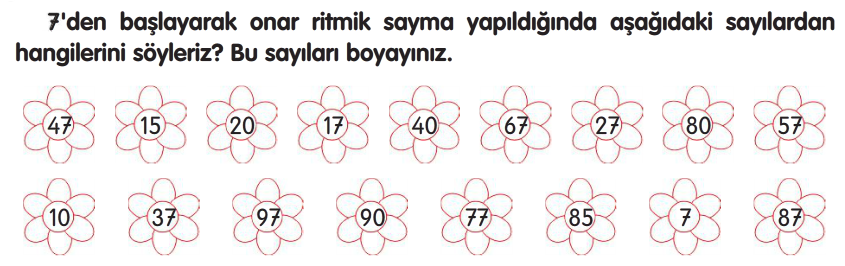 7'den başlayarak onar ritmik sayma yapıldığında aşağıdaki sayılardan
hangilerini söyleriz? Bu sayıları boyayınız.
47 15 20 17 40 67 27 80 57
10 37 97 90 77 85 7 87